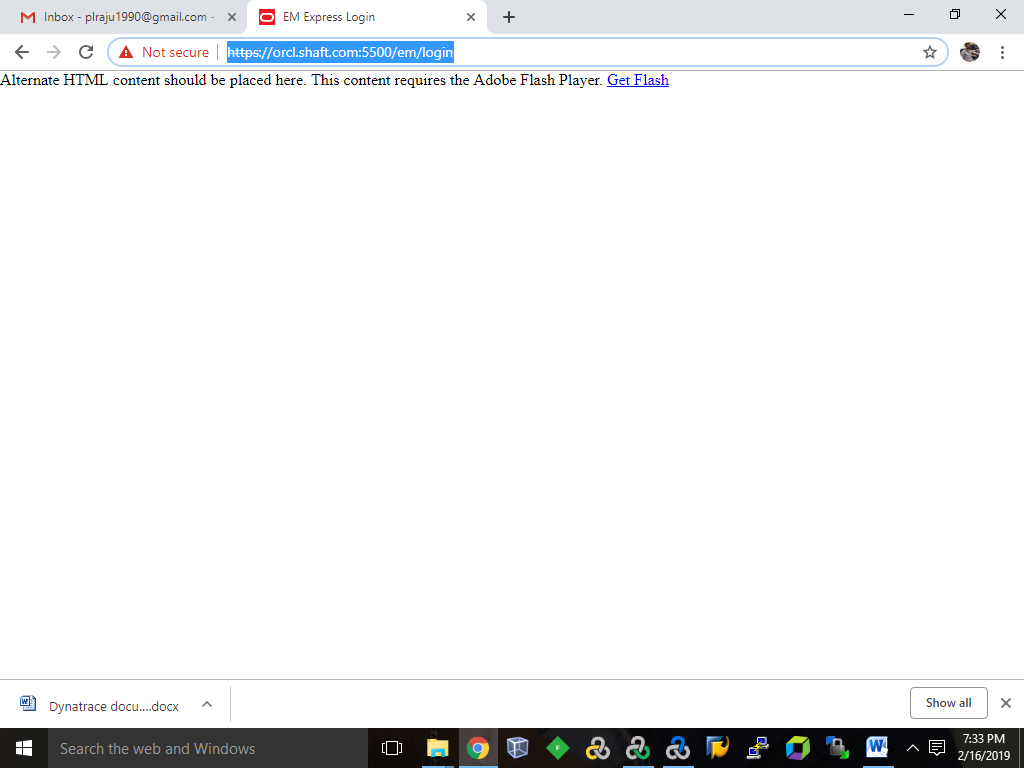 Inbox - plraju1990@gmail.com -
EM Express Login
Not secure
https://orcl.shaft.com:5500/em/login
Alternate HTML content should be placed here. This content requires the Adobe Flash Player. Get Flash
Dynatrace docu....docx
Show all
Search the web and Windows
7:33 PM
2/16/2019